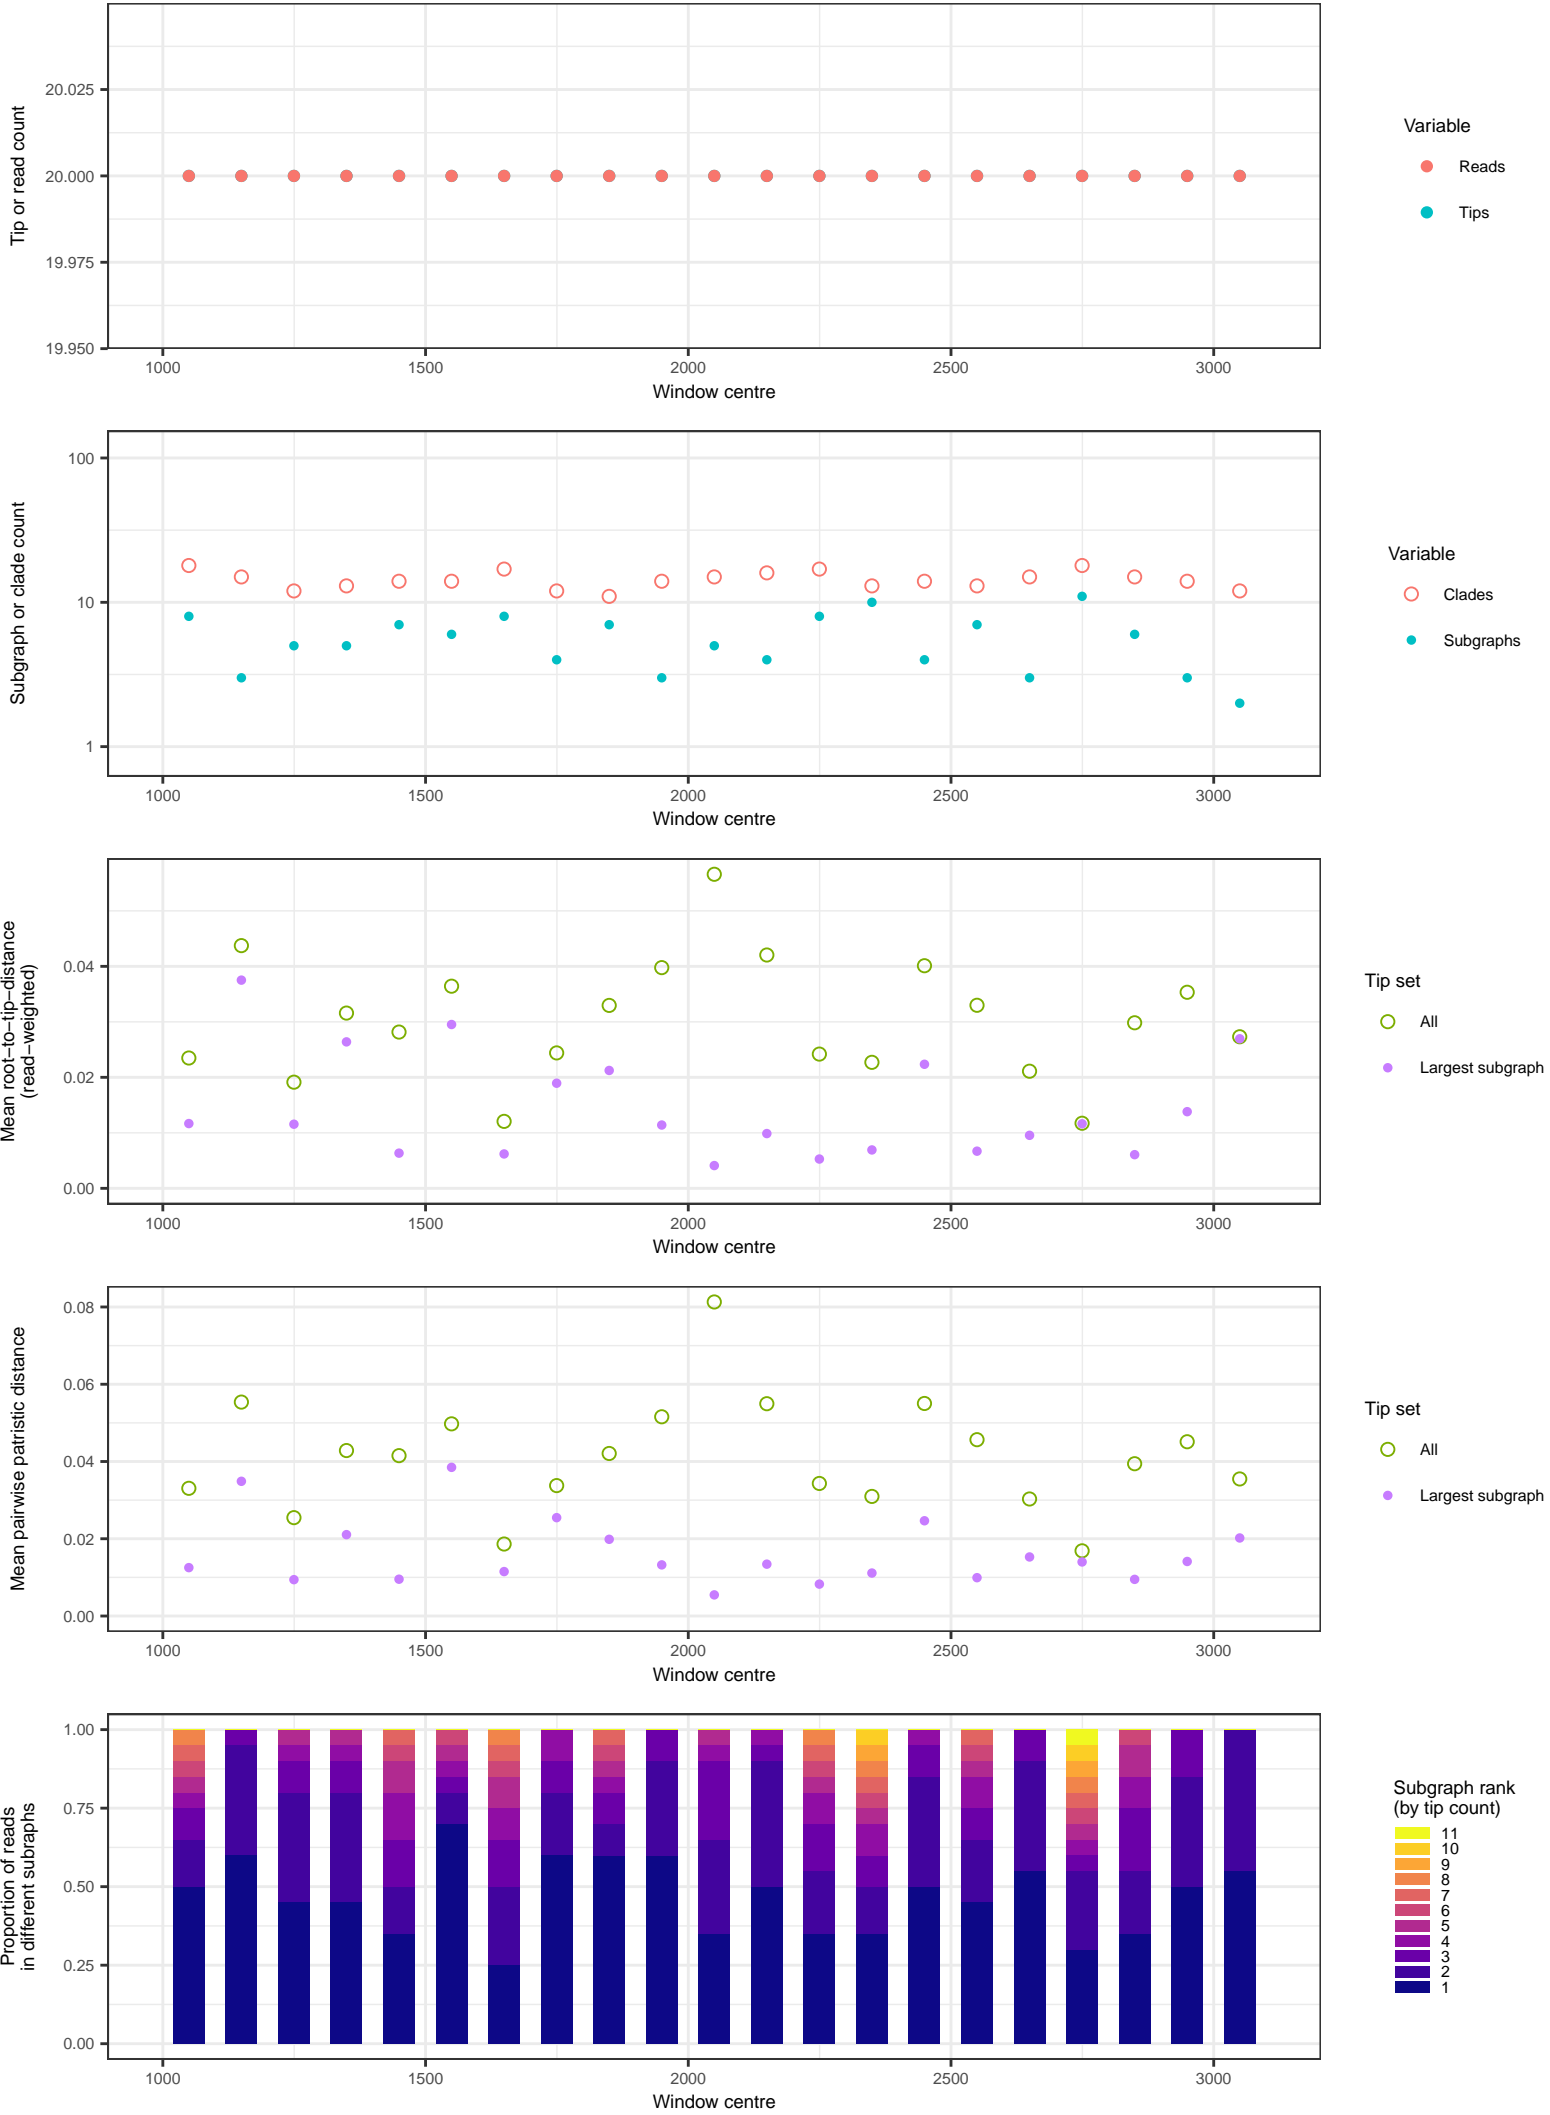 Tip or read count
20.025
20.000
19.975
19.950
1000 1500 2000 2500 3000
Window centre
Variable
Reads
Tips
Subgraph or clade count
100
10
1
1000 1500 2000 2500 3000
Window centre
Variable
Clades
Subgraphs
Mean root−to−tip−distance
(read−weighted)
0.04
0.02
0.00
1000 1500 2000 2500 3000
Window centre
Tip set
All
Largest subgraph
Mean pairwise patristic distance
0.08
0.06
0.04
0.02
0.00
1000 1500 2000 2500 3000
Window centre
Tip set
All
Largest subgraph
Proportion of reads
in different subraphs
1.00
0.75
0.50
0.25
0.00
1000 1500 2000 2500 3000
Window centre
Subgraph rank
(by tip count)
11
10
9
8
7
6
5
4
3
2
1